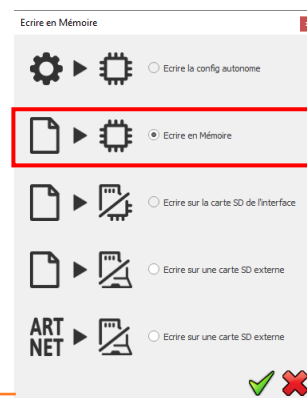 Ecrire en Mémoire
Ecrire la config autonome
Ecrire en Mémoire
Ecrire sur la carte SD de l'interface
Ecrire sur une carte SD externe
ART
NET
Ecrire sur une carte SD externe